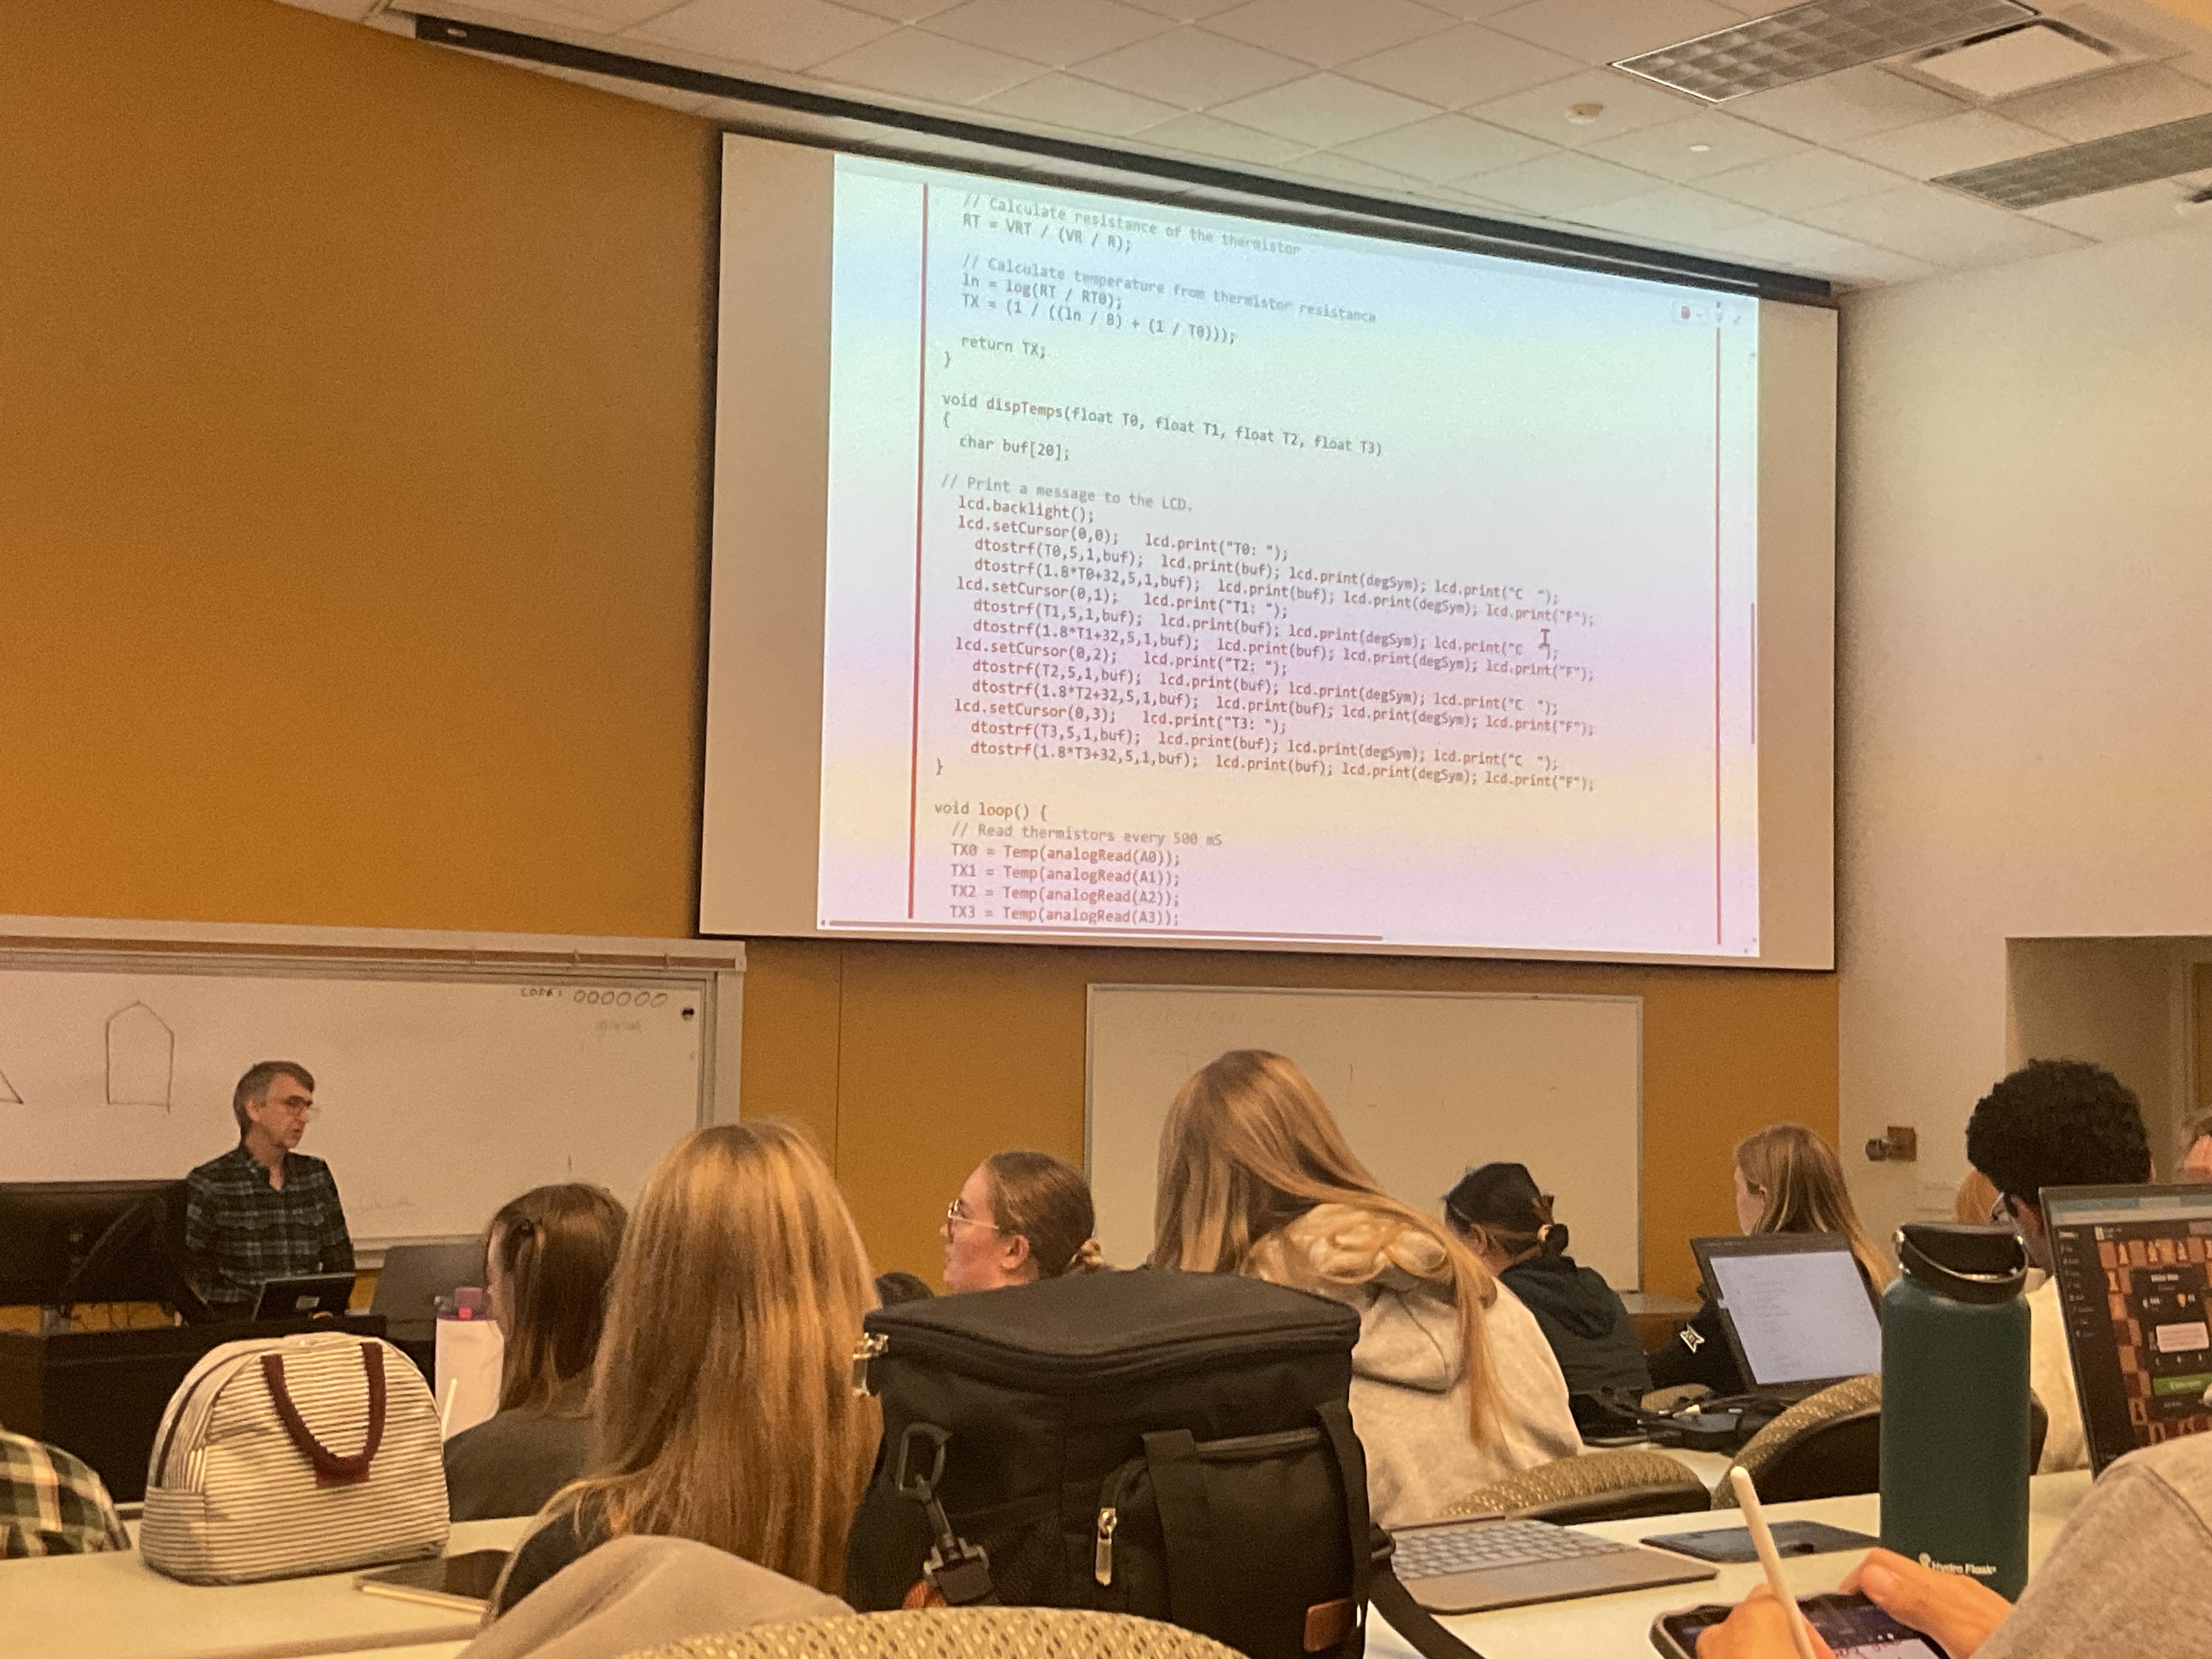 // Calculate resistance of the thermistor
RT = VRT / (VR / R);
// Calculate temperature from thermistor resistance
ln = log(RT / RT0);
TX = (1 / ((ln / B) + (1 / T0)));
return TX;
}
void dispTemps(float T0, float T1, float T2, float T3)
{
char buf[20];
// Print a message to the LCD.
lcd.backlight();
lcd.setCursor(0,0); lcd.print("T0: ");
dtostrf(T0,5,1,buf); lcd.print(buf); lcd.print(degSym); lcd.print("C ");
dtostrf(1.8*T0+32,5,1,buf); lcd.print(buf); lcd.print(degSym); lcd.print("F");
lcd.setCursor(0,1); lcd.print("T1: ");
dtostrf(T1,5,1,buf); lcd.print(buf); lcd.print(degSym); lcd.print("C ");
dtostrf(1.8*T1+32,5,1,buf); lcd.print(buf); lcd.print(degSym); lcd.print("F");
lcd.setCursor(0,2); lcd.print("T2: ");
dtostrf(T2,5,1,buf); lcd.print(buf); lcd.print(degSym); lcd.print("C ");
dtostrf(1.8*T2+32,5,1,buf); lcd.print(buf); lcd.print(degSym); lcd.print("F");
lcd.setCursor(0,3); lcd.print("T3: ");
dtostrf(T3,5,1,buf); lcd.print(buf); lcd.print(degSym); lcd.print("C ");
dtostrf(1.8*T3+32,5,1,buf); lcd.print(buf); lcd.print(degSym); lcd.print("F");
}
void loop() {
// Read thermistors every 500 mS
TX0 = Temp(analogRead(A0));
TX1 = Temp(analogRead(A1));
TX2 = Temp(analogRead(A2));
TX3 = Temp(analogRead(A3));
CODE: 000000
Hydro Flask